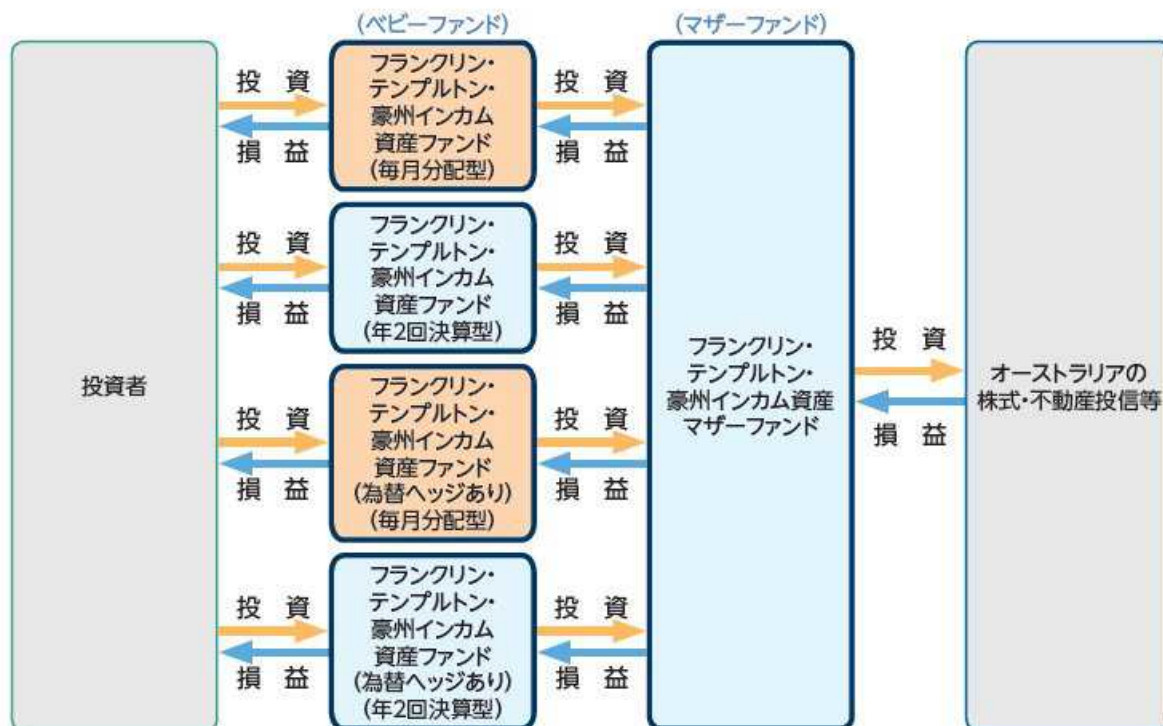 (ベビーファンド)
(マザーファンド)
投資者
投 資
損 益
フランクリン・
テンプルトン・
豪州インカム
資産ファンド
(毎月分配型)
投 資
損 益
投 資
損 益
フランクリン・
テンプルトン・
豪州インカム
資産ファンド
(年2回決算型)
投 資
損 益
投 資
損 益
フランクリン・
テンプルトン・
豪州インカム
資産ファンド
(為替ヘッジあり)
(毎月分配型)
投 資
損 益
投 資
損 益
フランクリン・
テンプルトン・
豪州インカム
資産ファンド
(為替ヘッジあり)
(年2回決算型)
投 資
損 益
フランクリン・
テンプルトン・
豪州インカム資産
マザーファンド
投 資
損 益
オーストラリアの
株式・不動産投信等